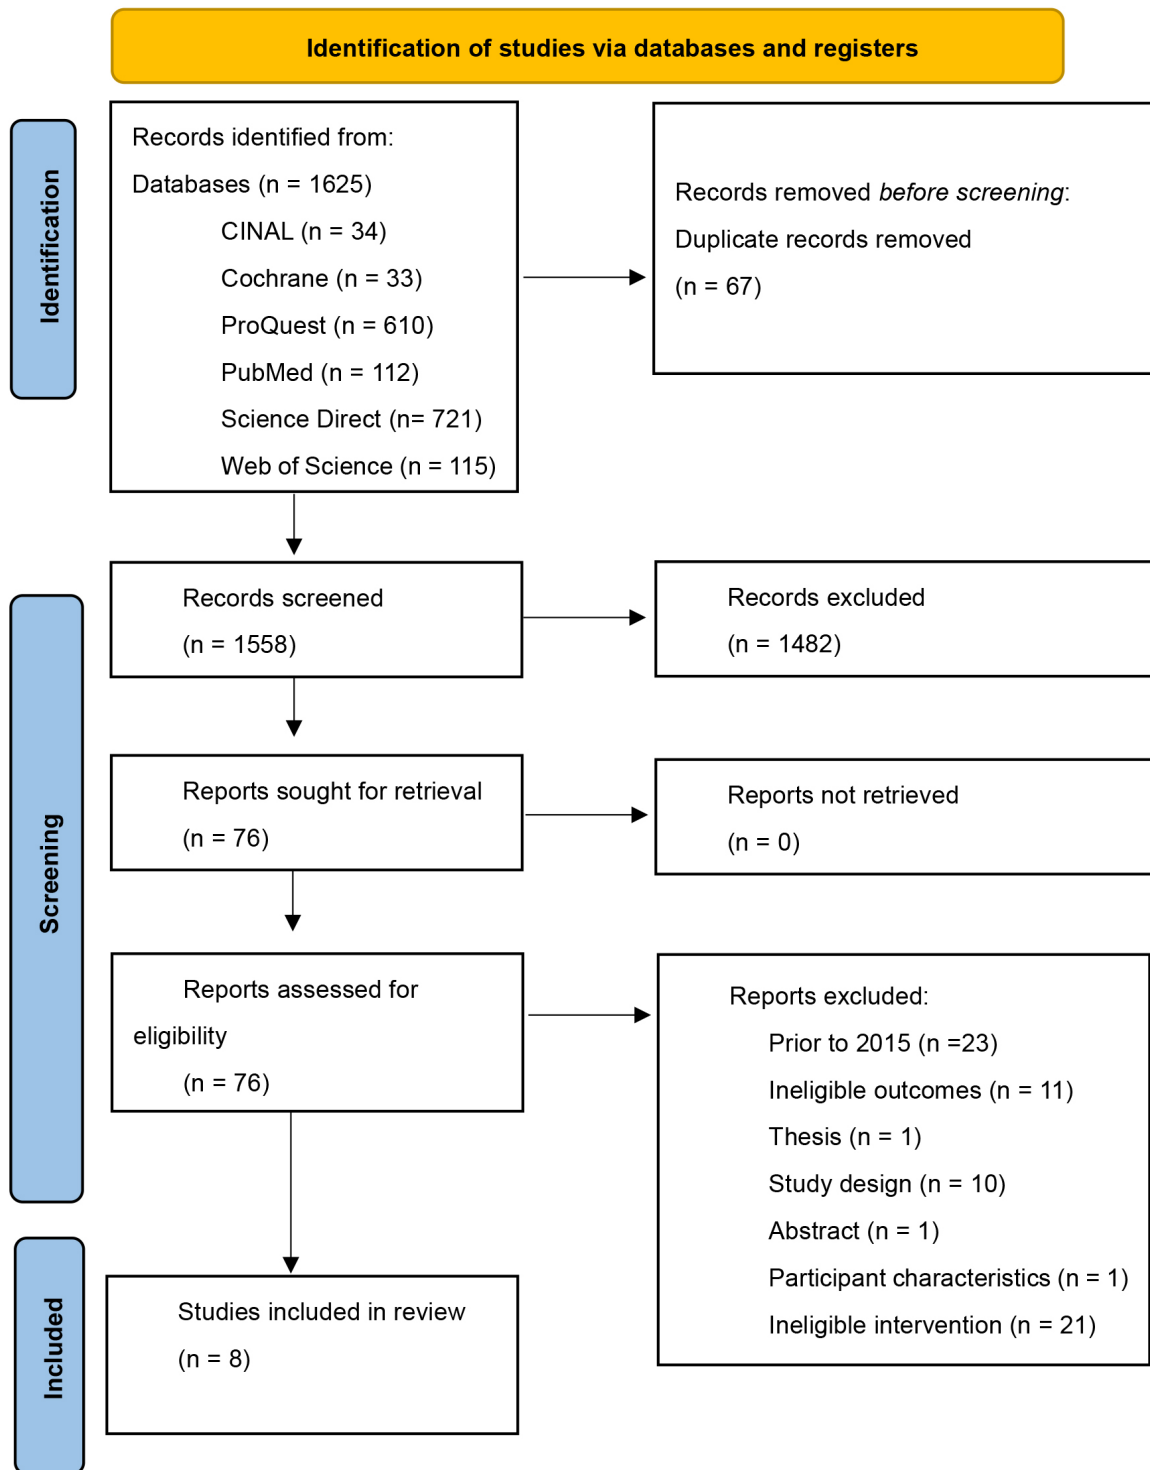 Identification of studies via databases and registers
Identification
Records identified from:
Databases (n = 1625)
CINAL (n = 34)
Cochrane (n = 33)
ProQuest (n = 610)
PubMed (n = 112)
Science Direct (n= 721)
Web of Science (n = 115)
Records removed before screening:
Duplicate records removed
(n = 67)
Screening
Records screened
(n = 1558)
Records excluded
(n = 1482)
Reports sought for retrieval
(n = 76)
Reports not retrieved
(n = 0)
Reports assessed for
eligibility
(n = 76)
Reports excluded:
Prior to 2015 (n =23)
Ineligible outcomes (n = 11)
Thesis (n = 1)
Study design (n = 10)
Abstract (n = 1)
Participant characteristics (n = 1)
Ineligible intervention (n = 21)
Included
Studies included in review
(n = 8)